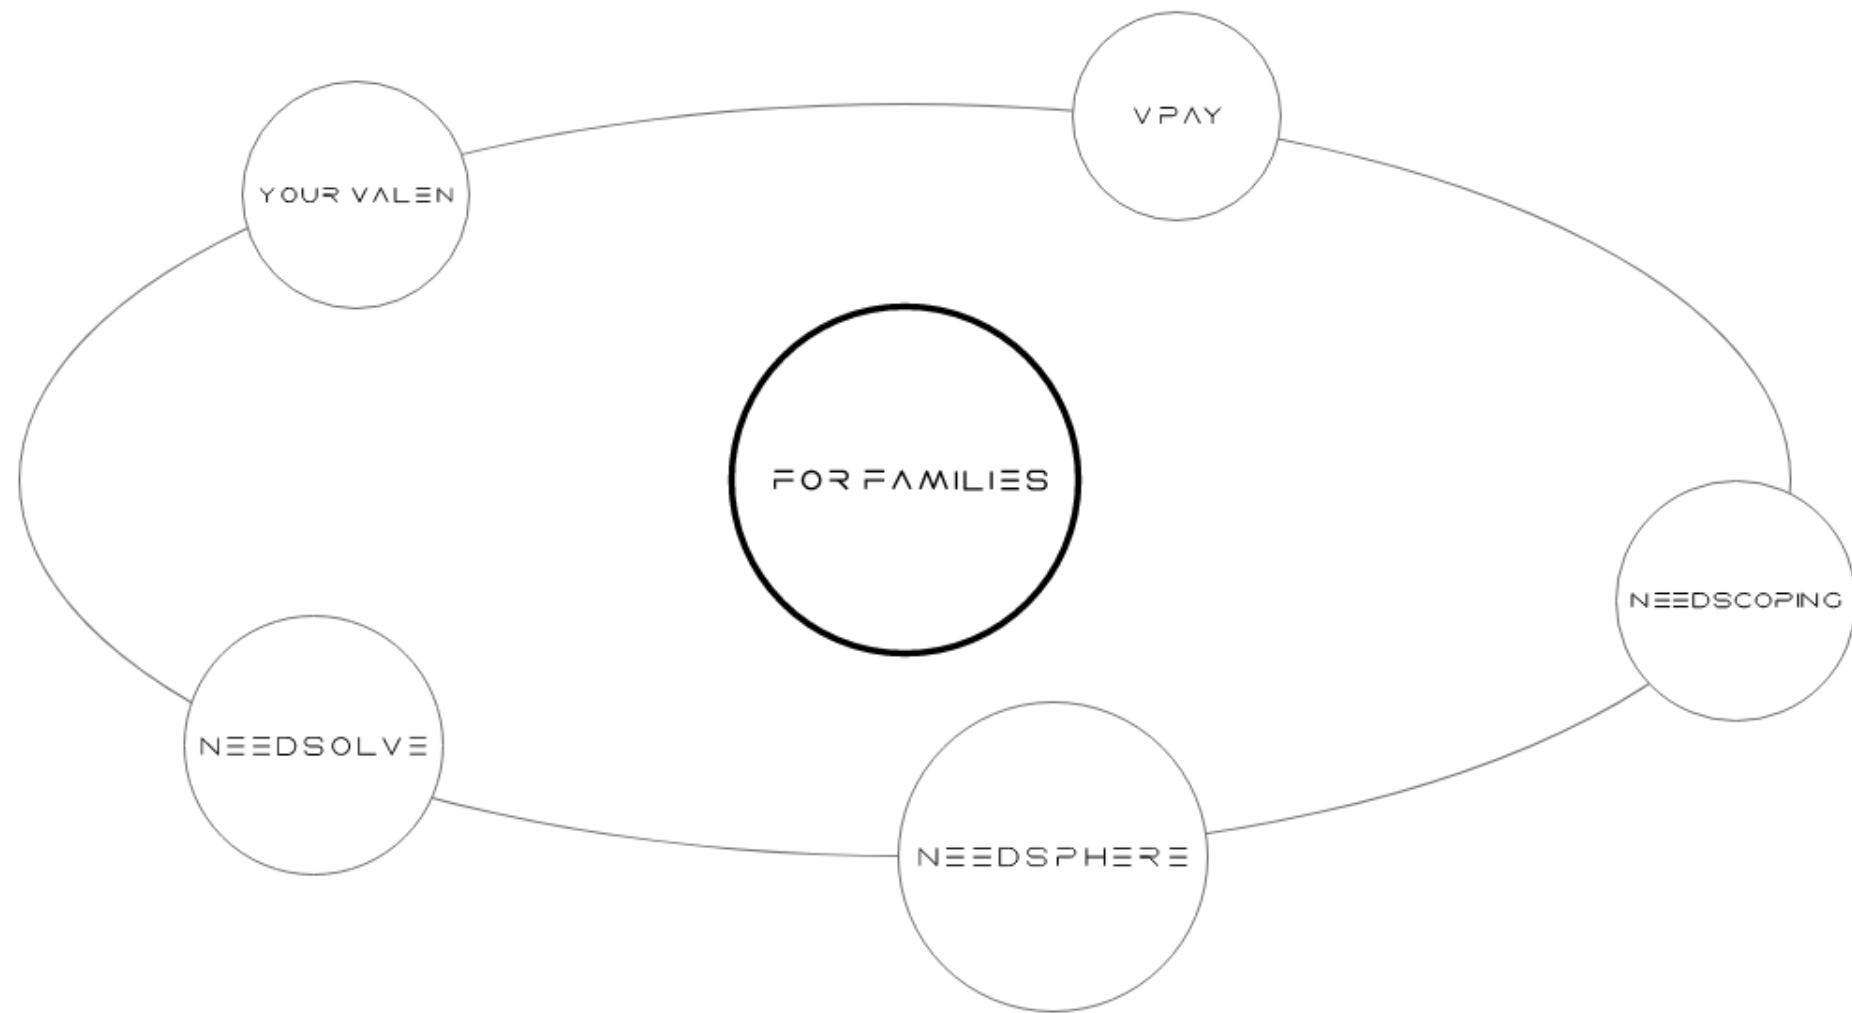 VPAY
YOUR VALEN
FOR FAMILIES
NEEDSCOPING
NEEDSOLVE
NEEDSPHERE